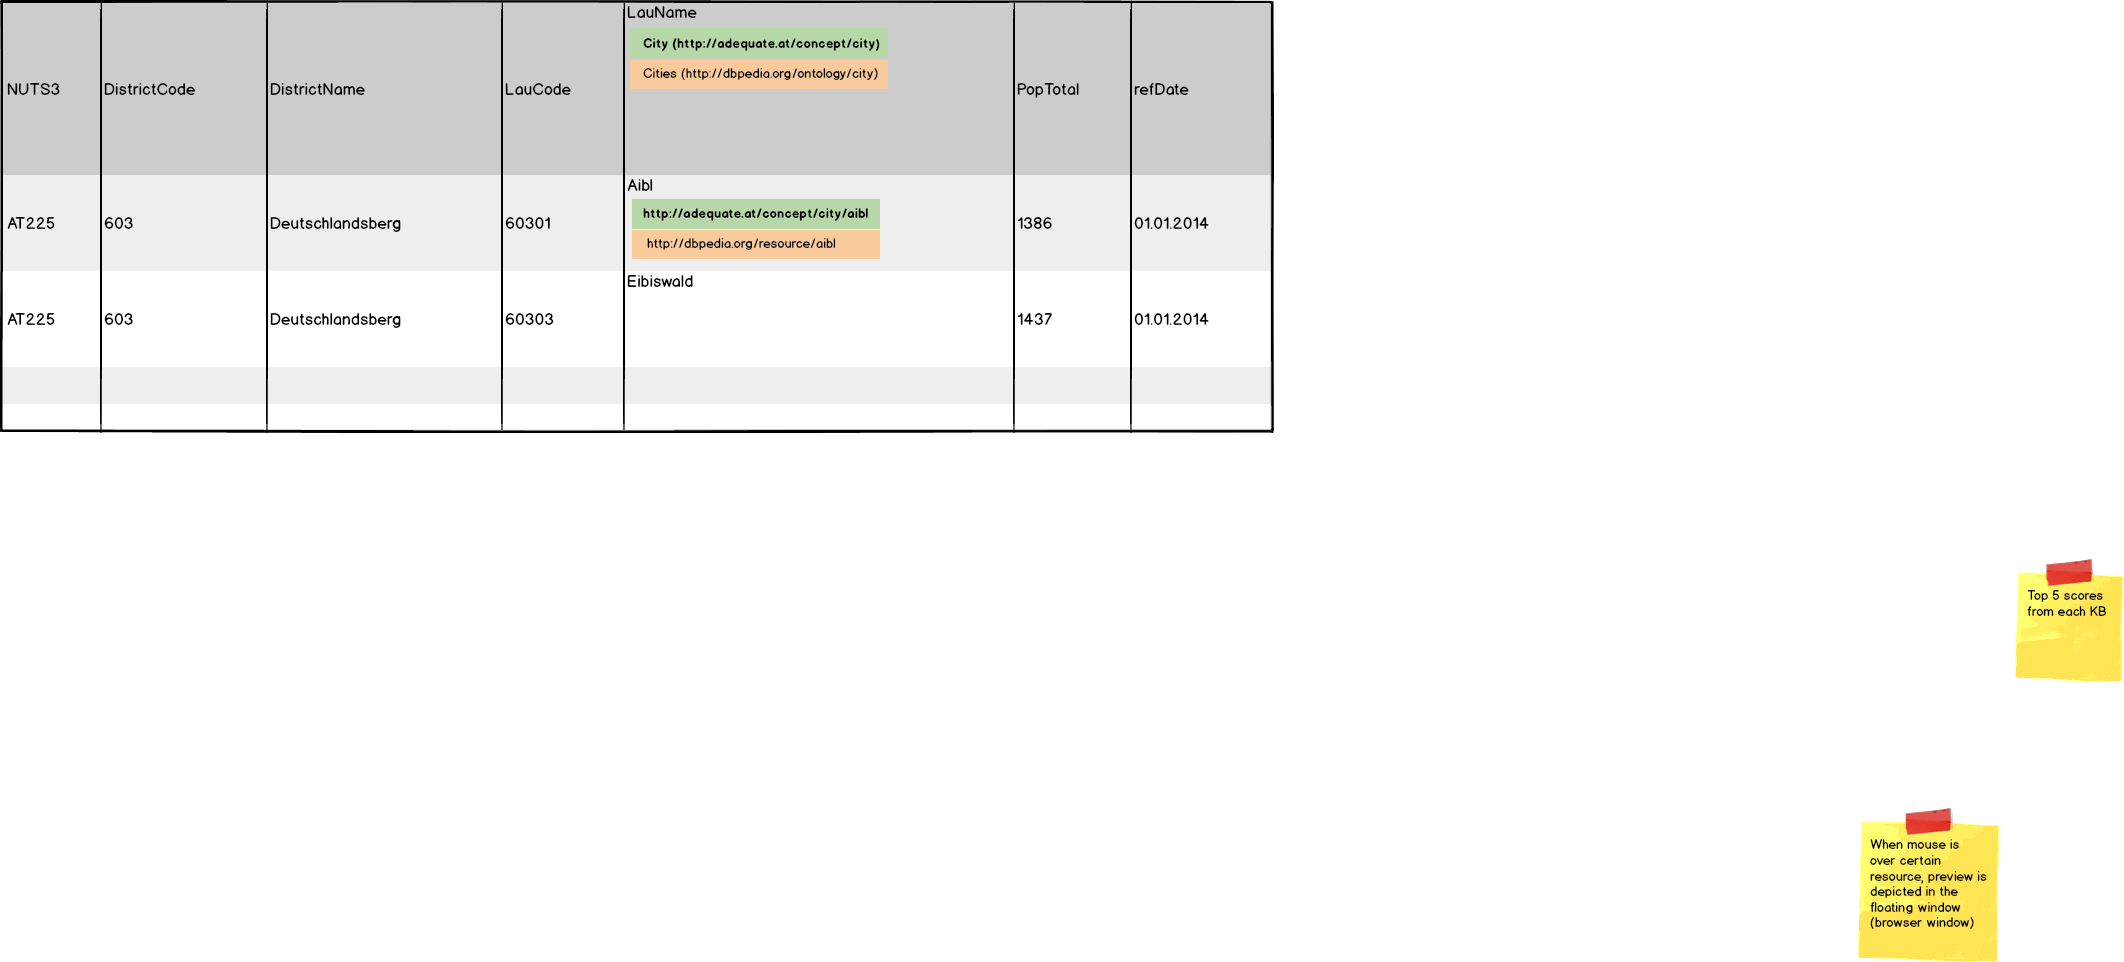 NUTS3 DistrictCode DistrictName LauCode LauName PopTotal refDate
City (http://adequate.at/concept/city)
Cities (http://dbpedia.org/ontology/city)
AT225 603 Deutschlandsberg 60301 Aibl 1386 01.01.2014
http://adequate.at/concept/city/aibl
http://dbpedia.org/resource/aibl
AT225 603 Deutschlandsberg 60303 Eibiswald 1437 01.01.2014
Top 5 scores
from each KB
When mouse is
over certain
resource, preview is
depicted in the
floating window
(browser window)